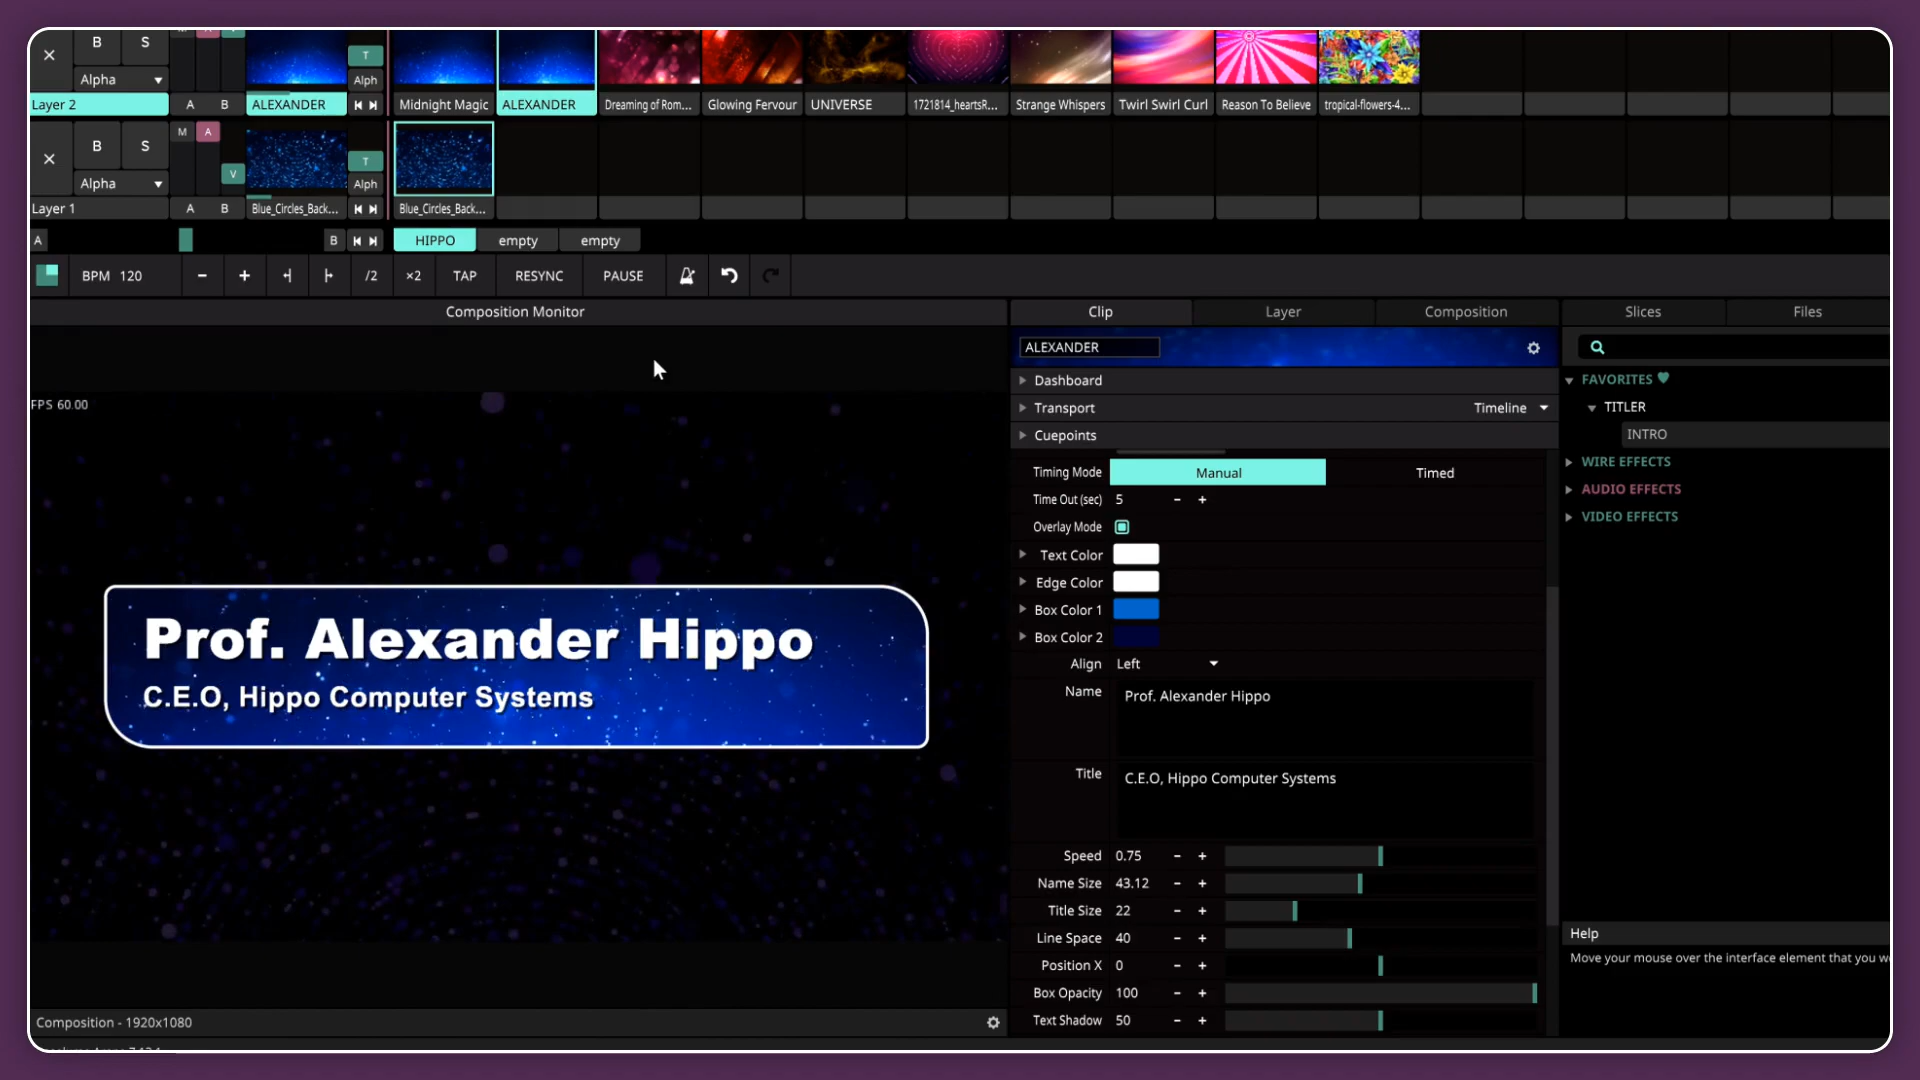 B S
Alpha
T
Alph
Layer 2 A B ALEXANDER Midnight Magic ALEXANDER Dreaming of Rom... Glowing Fervour UNIVERSE 1721814_heartsR... Strange Whispers Twirl Swirl Curl Reason To Believe tropical-flowers-4...
M A
B S
T
V
Alpha
Alph
Layer 1 A B Blue_Circles_Back... Blue_Circles_Back...
A B HIPPO empty empty
BPM 120 - + /2 ×2 TAP RESYNC PAUSE
Composition Monitor
FPS 60.00
Prof. Alexander Hippo
C.E.O, Hippo Computer Systems
Composition - 1920x1080
Clip Layer Composition
ALEXANDER
Dashboard
Transport Timeline
Cuepoints
Timing Mode Manual Timed
Time Out (sec) 5 - +
Overlay Mode
Text Color
Edge Color
Box Color 1
Box Color 2
Align Left
Name Prof. Alexander Hippo
Title C.E.O, Hippo Computer Systems
Speed 0.75 - +
Name Size 43.12 - +
Title Size 22 - +
Line Space 40 - +
Position X 0 - +
Box Opacity 100 - +
Text Shadow 50 - +
Slices Files
FAVORITES
TITLER
INTRO
WIRE EFFECTS
AUDIO EFFECTS
VIDEO EFFECTS
Help
Move your mouse over the interface element that you w